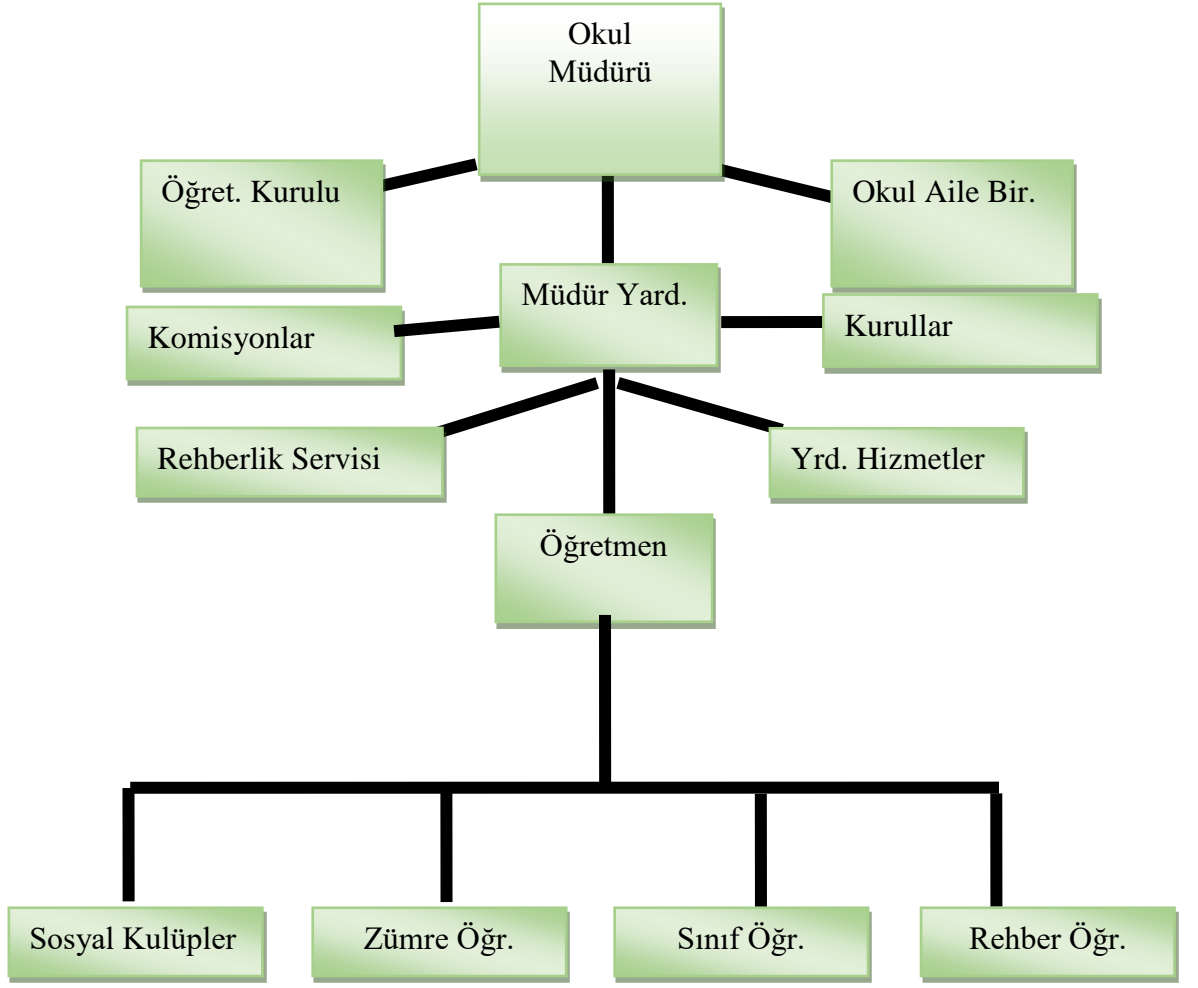 Okul
Müdürü
Öğret. Kurulu
Okul Aile Bir.
Müdür Yard.
Komisyonlar
Kurullar
Rehberlik Servisi
Yrd. Hizmetler
Öğretmen
Sosyal Kulüpler
Zümre Öğr.
Sınıf Öğr.
Rehber Öğr.